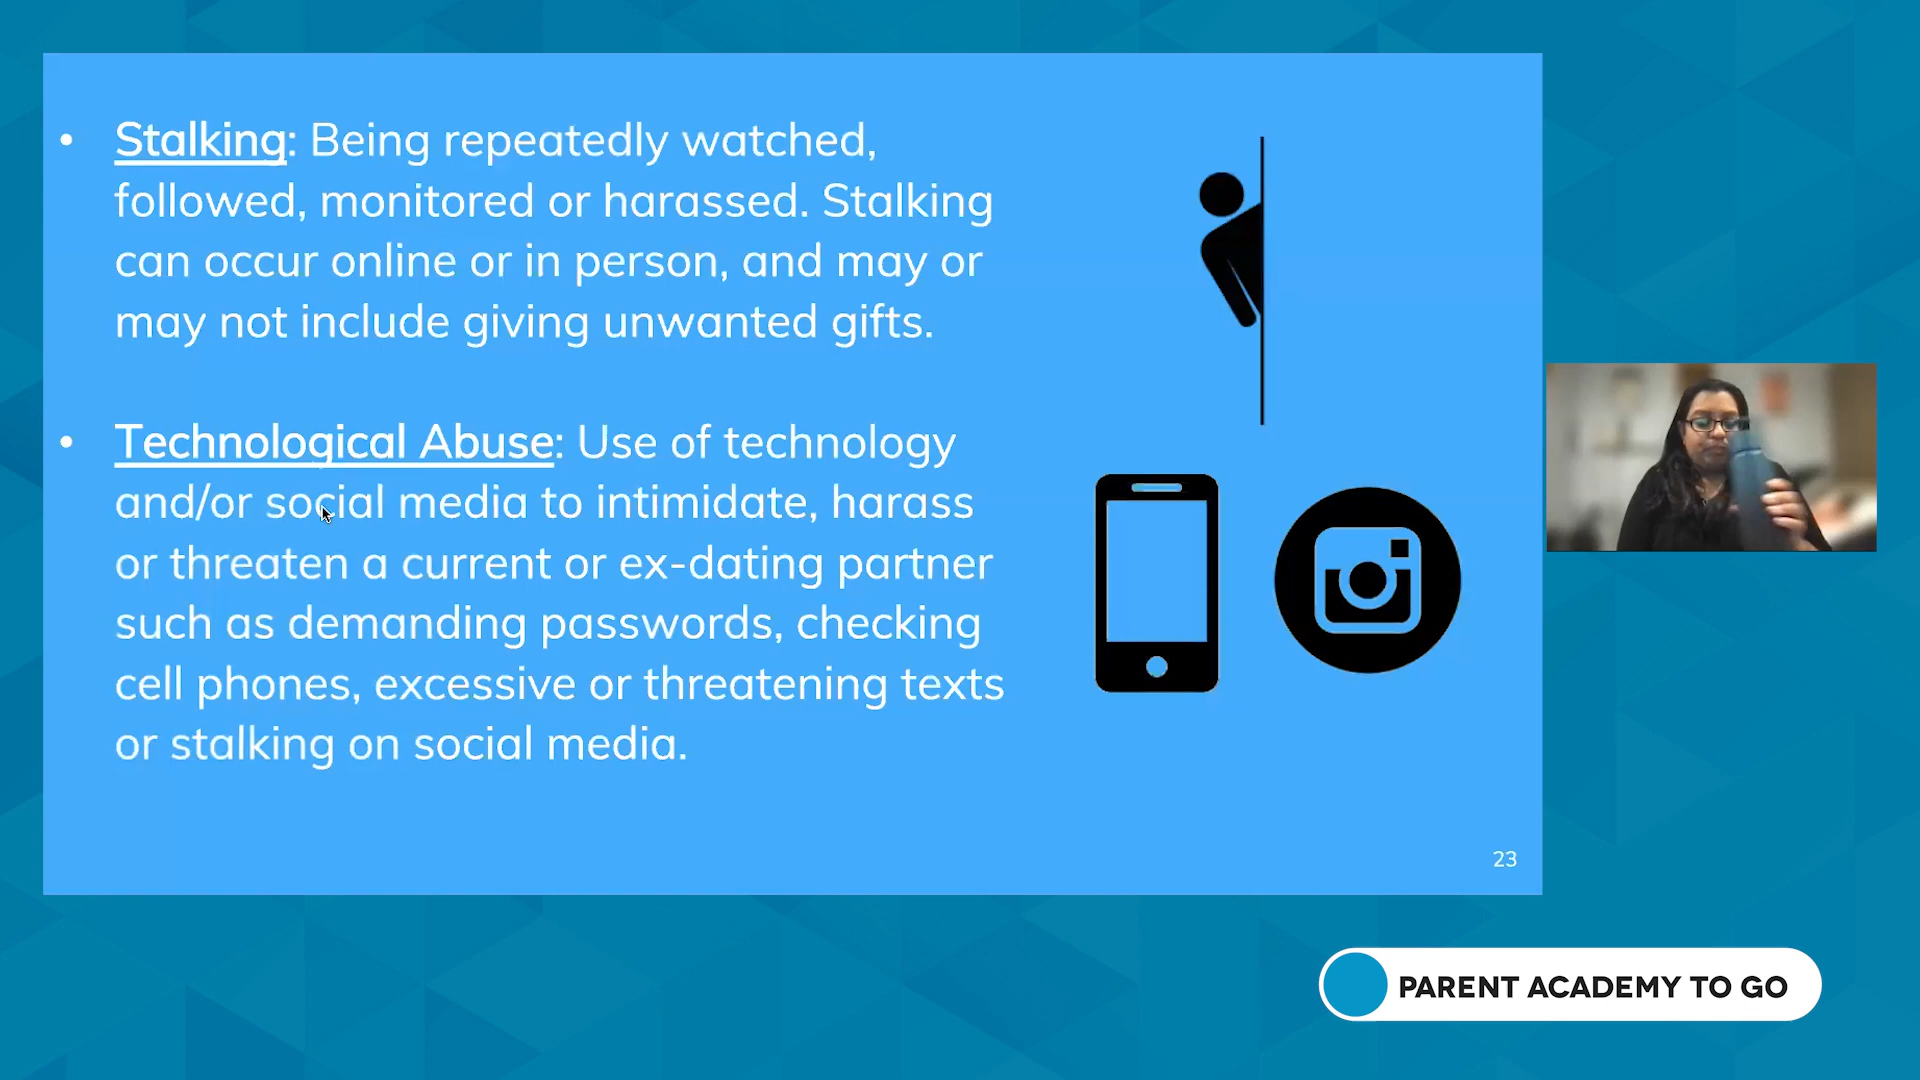 • Stalking: Being repeatedly watched,
followed, monitored or harassed. Stalking
can occur online or in person, and may or
may not include giving unwanted gifts.
• Technological Abuse: Use of technology
and/or social media to intimidate, harass
or threaten a current or ex-dating partner
such as demanding passwords, checking
cell phones, excessive or threatening texts
or stalking on social media.
23
PARENT ACADEMY TO GO